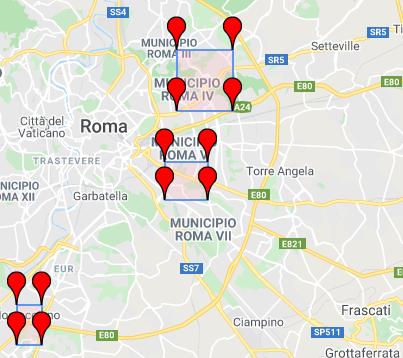 SS4
MUNICIPIO
ROMA III
Setteville
SR5
SR5
MUNICIPIO
ROMA IV
E80
A24
Città del
Vaticano
Roma
MUNICIPIO
ROMA V
TRASTEVERE
Torre Angela
ROMA XII
Garbatella
E80
MUNICIPIO
ROMA VII
E821
EUR
SS7
Frascati
Ciampino
E80
SP511
Grottaferrata